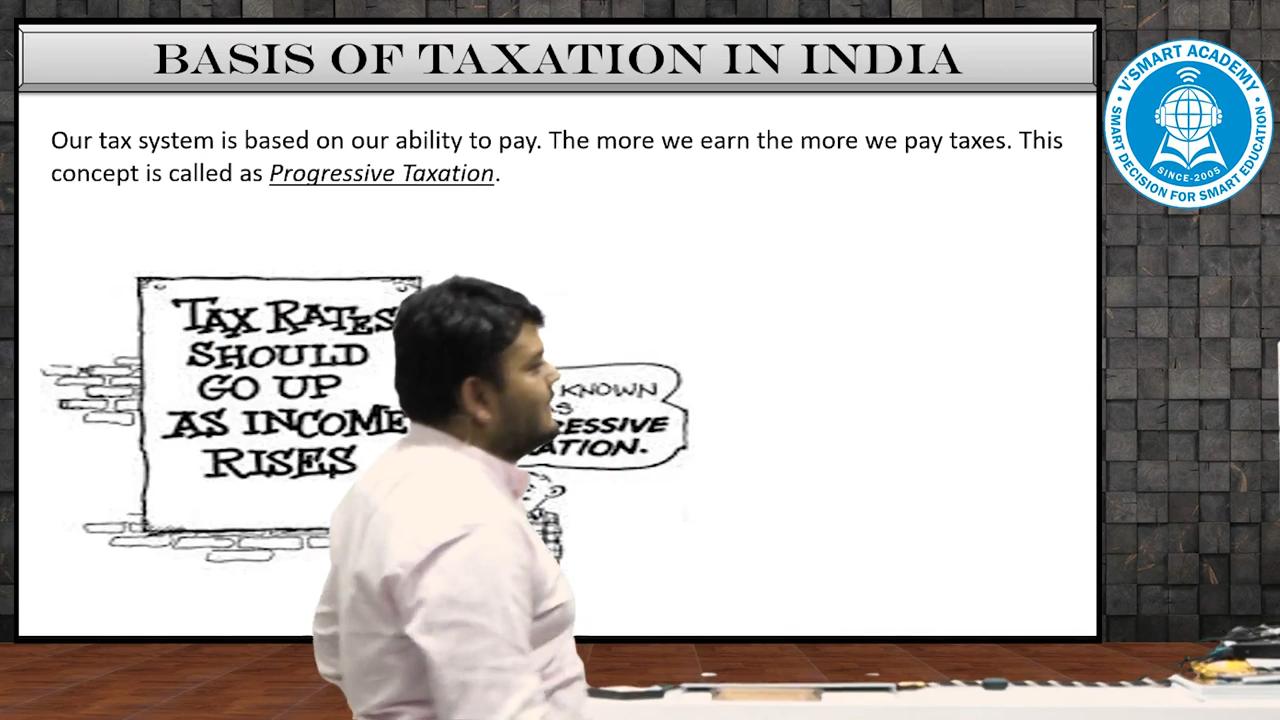 BASIS OF TAXATION IN INDIA
Our tax system is based on our ability to pay. The more we earn the more we pay taxes. This
concept is called as Progressive Taxation.
TAX RATES
SHOULD
GO UP
AS INCOME
RISES
KNOWN
V'SMART ACADEMY
SMART DECISION FOR SMART EDUCATION
SINCE-2005